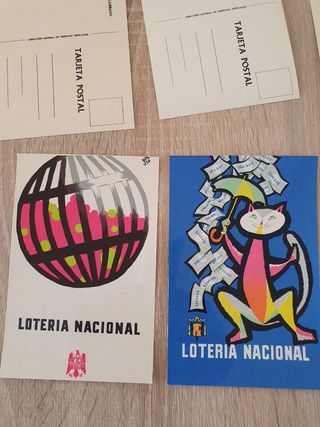 DIRECCION GENERAL DE TRIBUTOS ESPECIALES
TARJETA POSTAL
DIRECCION GENERAL DE TRIBUTOS ESPECIALES
TARJETA POSTAL
LOTERIA NACIONAL
LOTERIA NACIONAL